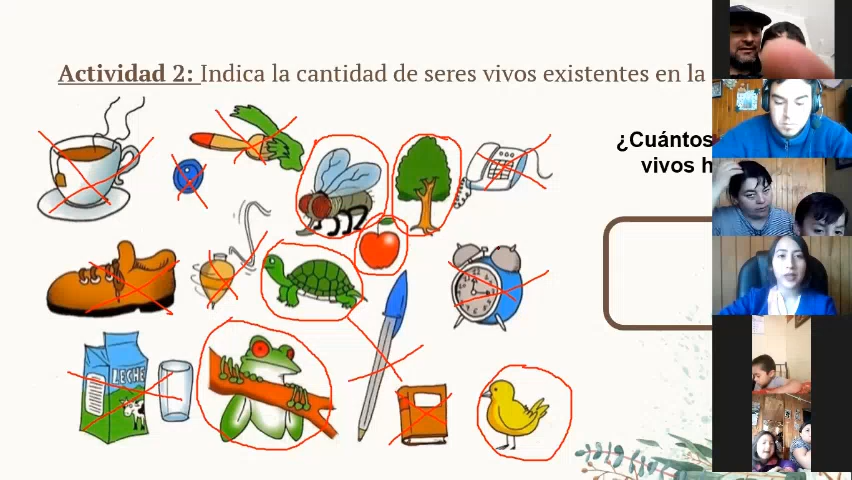 Actividad 2: Indica la cantidad de seres vivos existentes en la
¿Cuántos
vivos h
LECHE